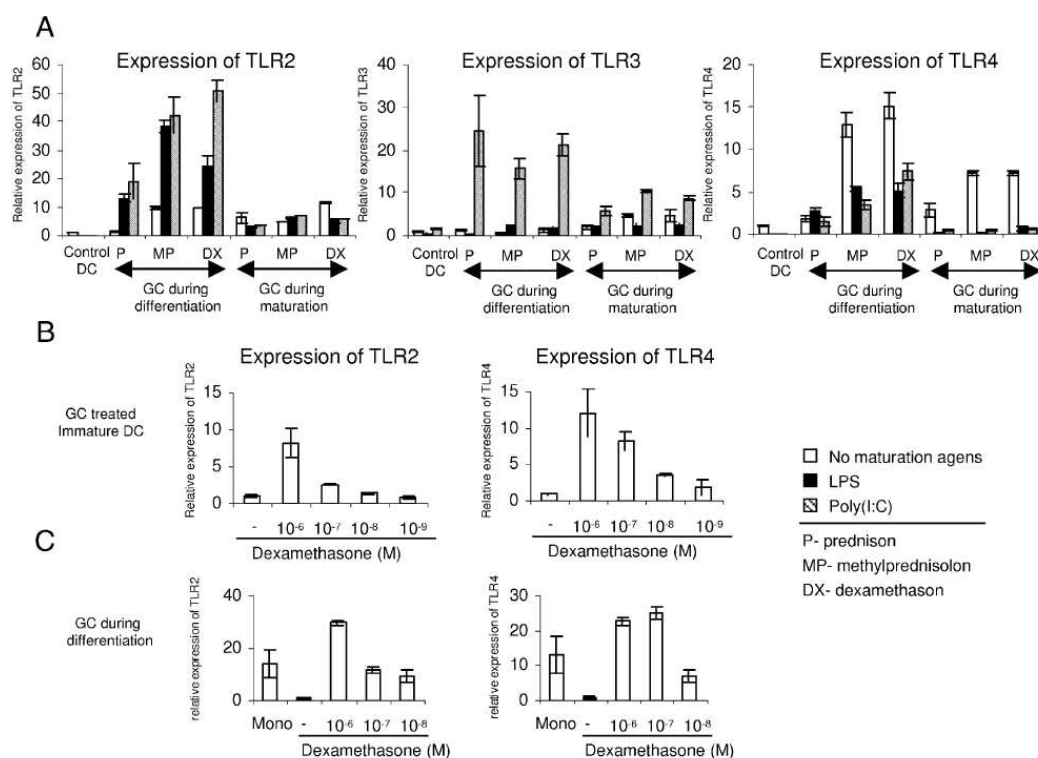 A
Expression of TLR2
Relative expression of TLR2
60
50
40
30
20
10
0
Control DC
P
MP
DX
P
MP
DX
GC during differentiation
GC during maturation
Expression of TLR3
Relative expression of TLR3
40
30
20
10
0
Control DC
P
MP
DX
P
MP
DX
GC during differentiation
GC during maturation
Expression of TLR4
Relative expression of TLR4
20
15
10
5
0
Control DC
P
MP
DX
P
MP
DX
GC during differentiation
GC during maturation
B
GC treated
Immature DC
Expression of TLR2
Relative expression of TLR2
15
10
5
0
- 10-6 10-7 10-8 10-9
Dexamethasone (M)
Expression of TLR4
Relative expression of TLR4
15
10
5
0
- 10-6 10-7 10-8 10-9
Dexamethasone (M)
No maturation agens
LPS
Poly(I:C)
P- prednison
MP- methylprednisolon
DX- dexamethason
C
GC during
differentiation
relative expression of TLR2
40
20
0
Mono - 10-6 10-7 10-8
Dexamethasone (M)
relative expression of TLR4
30
20
10
0
Mono - 10-6 10-7 10-8
Dexamethasone (M)